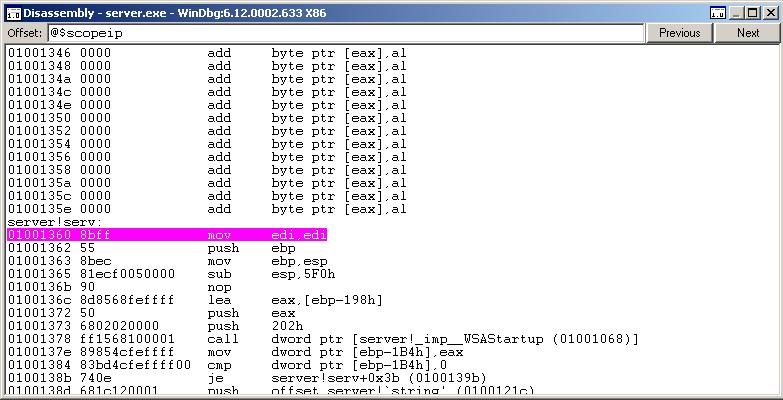 Disassembly - server.exe - WinDbg:6.12.0002.633 X86
Offset: @$scopeip Previous Next
01001346 0000 add byte ptr [eax],al
01001348 0000 add byte ptr [eax],al
0100134a 0000 add byte ptr [eax],al
0100134c 0000 add byte ptr [eax],al
0100134e 0000 add byte ptr [eax],al
01001350 0000 add byte ptr [eax],al
01001352 0000 add byte ptr [eax],al
01001354 0000 add byte ptr [eax],al
01001356 0000 add byte ptr [eax],al
01001358 0000 add byte ptr [eax],al
0100135a 0000 add byte ptr [eax],al
0100135c 0000 add byte ptr [eax],al
0100135e 0000 add byte ptr [eax],al
server!serv:
01001360 8bff mov edi,edi
01001362 55 push ebp
01001363 8bec mov ebp,esp
01001365 81ecf0050000 sub esp,5F0h
0100136b 90 nop
0100136c 8d8568feffff lea eax,[ebp-198h]
01001372 50 push eax
01001373 6802020000 push 202h
01001378 ff1568100001 call dword ptr [server!_imp__WSAStartup (01001068)]
0100137e 89854cfeffff mov dword ptr [ebp-1B4h],eax
01001384 83bd4cfeffff00 cmp dword ptr [ebp-1B4h],0
0100138b 740e je server!serv+0x3b (0100139b)
0100138d 681c120001 push offset server!`string' (0100121c)